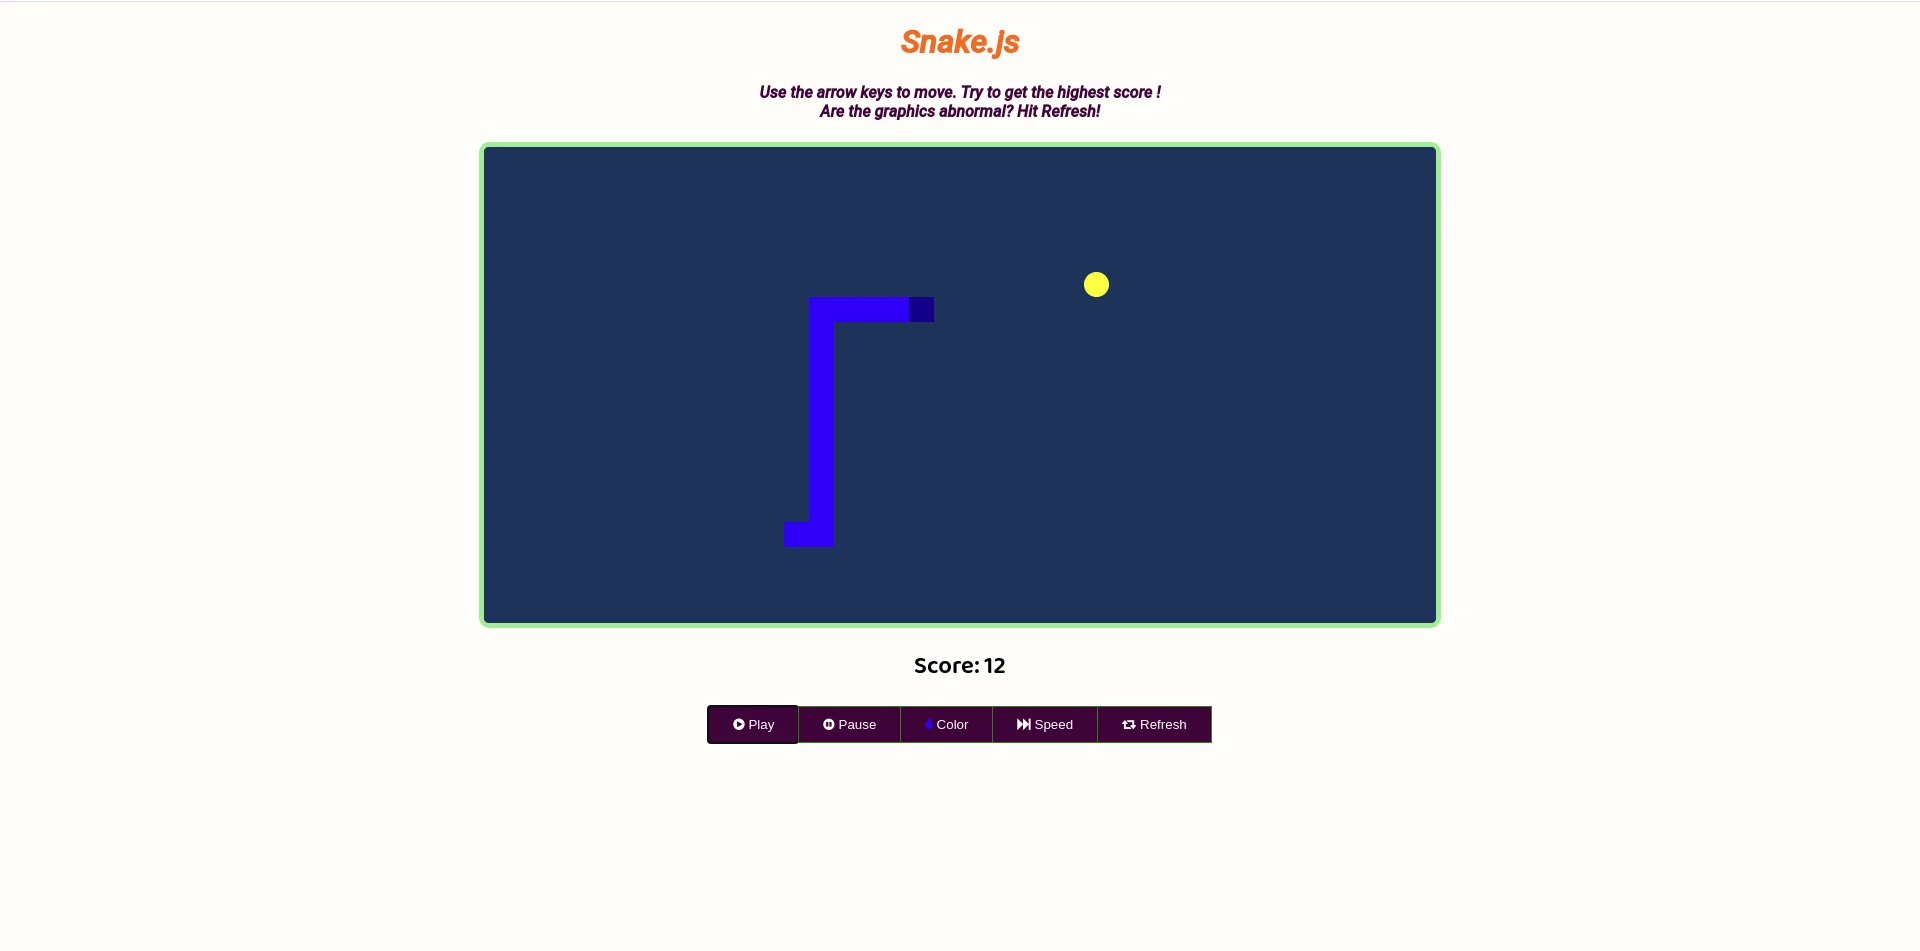 Snake.js
Use the arrow keys to move. Try to get the highest score !
Are the graphics abnormal? Hit Refresh!
Score: 12
Play Pause Color Speed Refresh